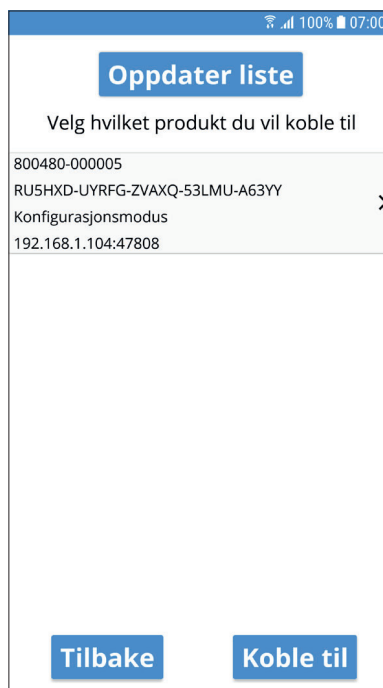 100% 07:00
Oppdater liste
Velg hvilket produkt du vil koble til
800480-000005
RU5HXD-UYRFG-ZVAXQ-53LMU-A63YY
Konfigurasjonsmodus
192.168.1.104:47808
Tilbake Koble til